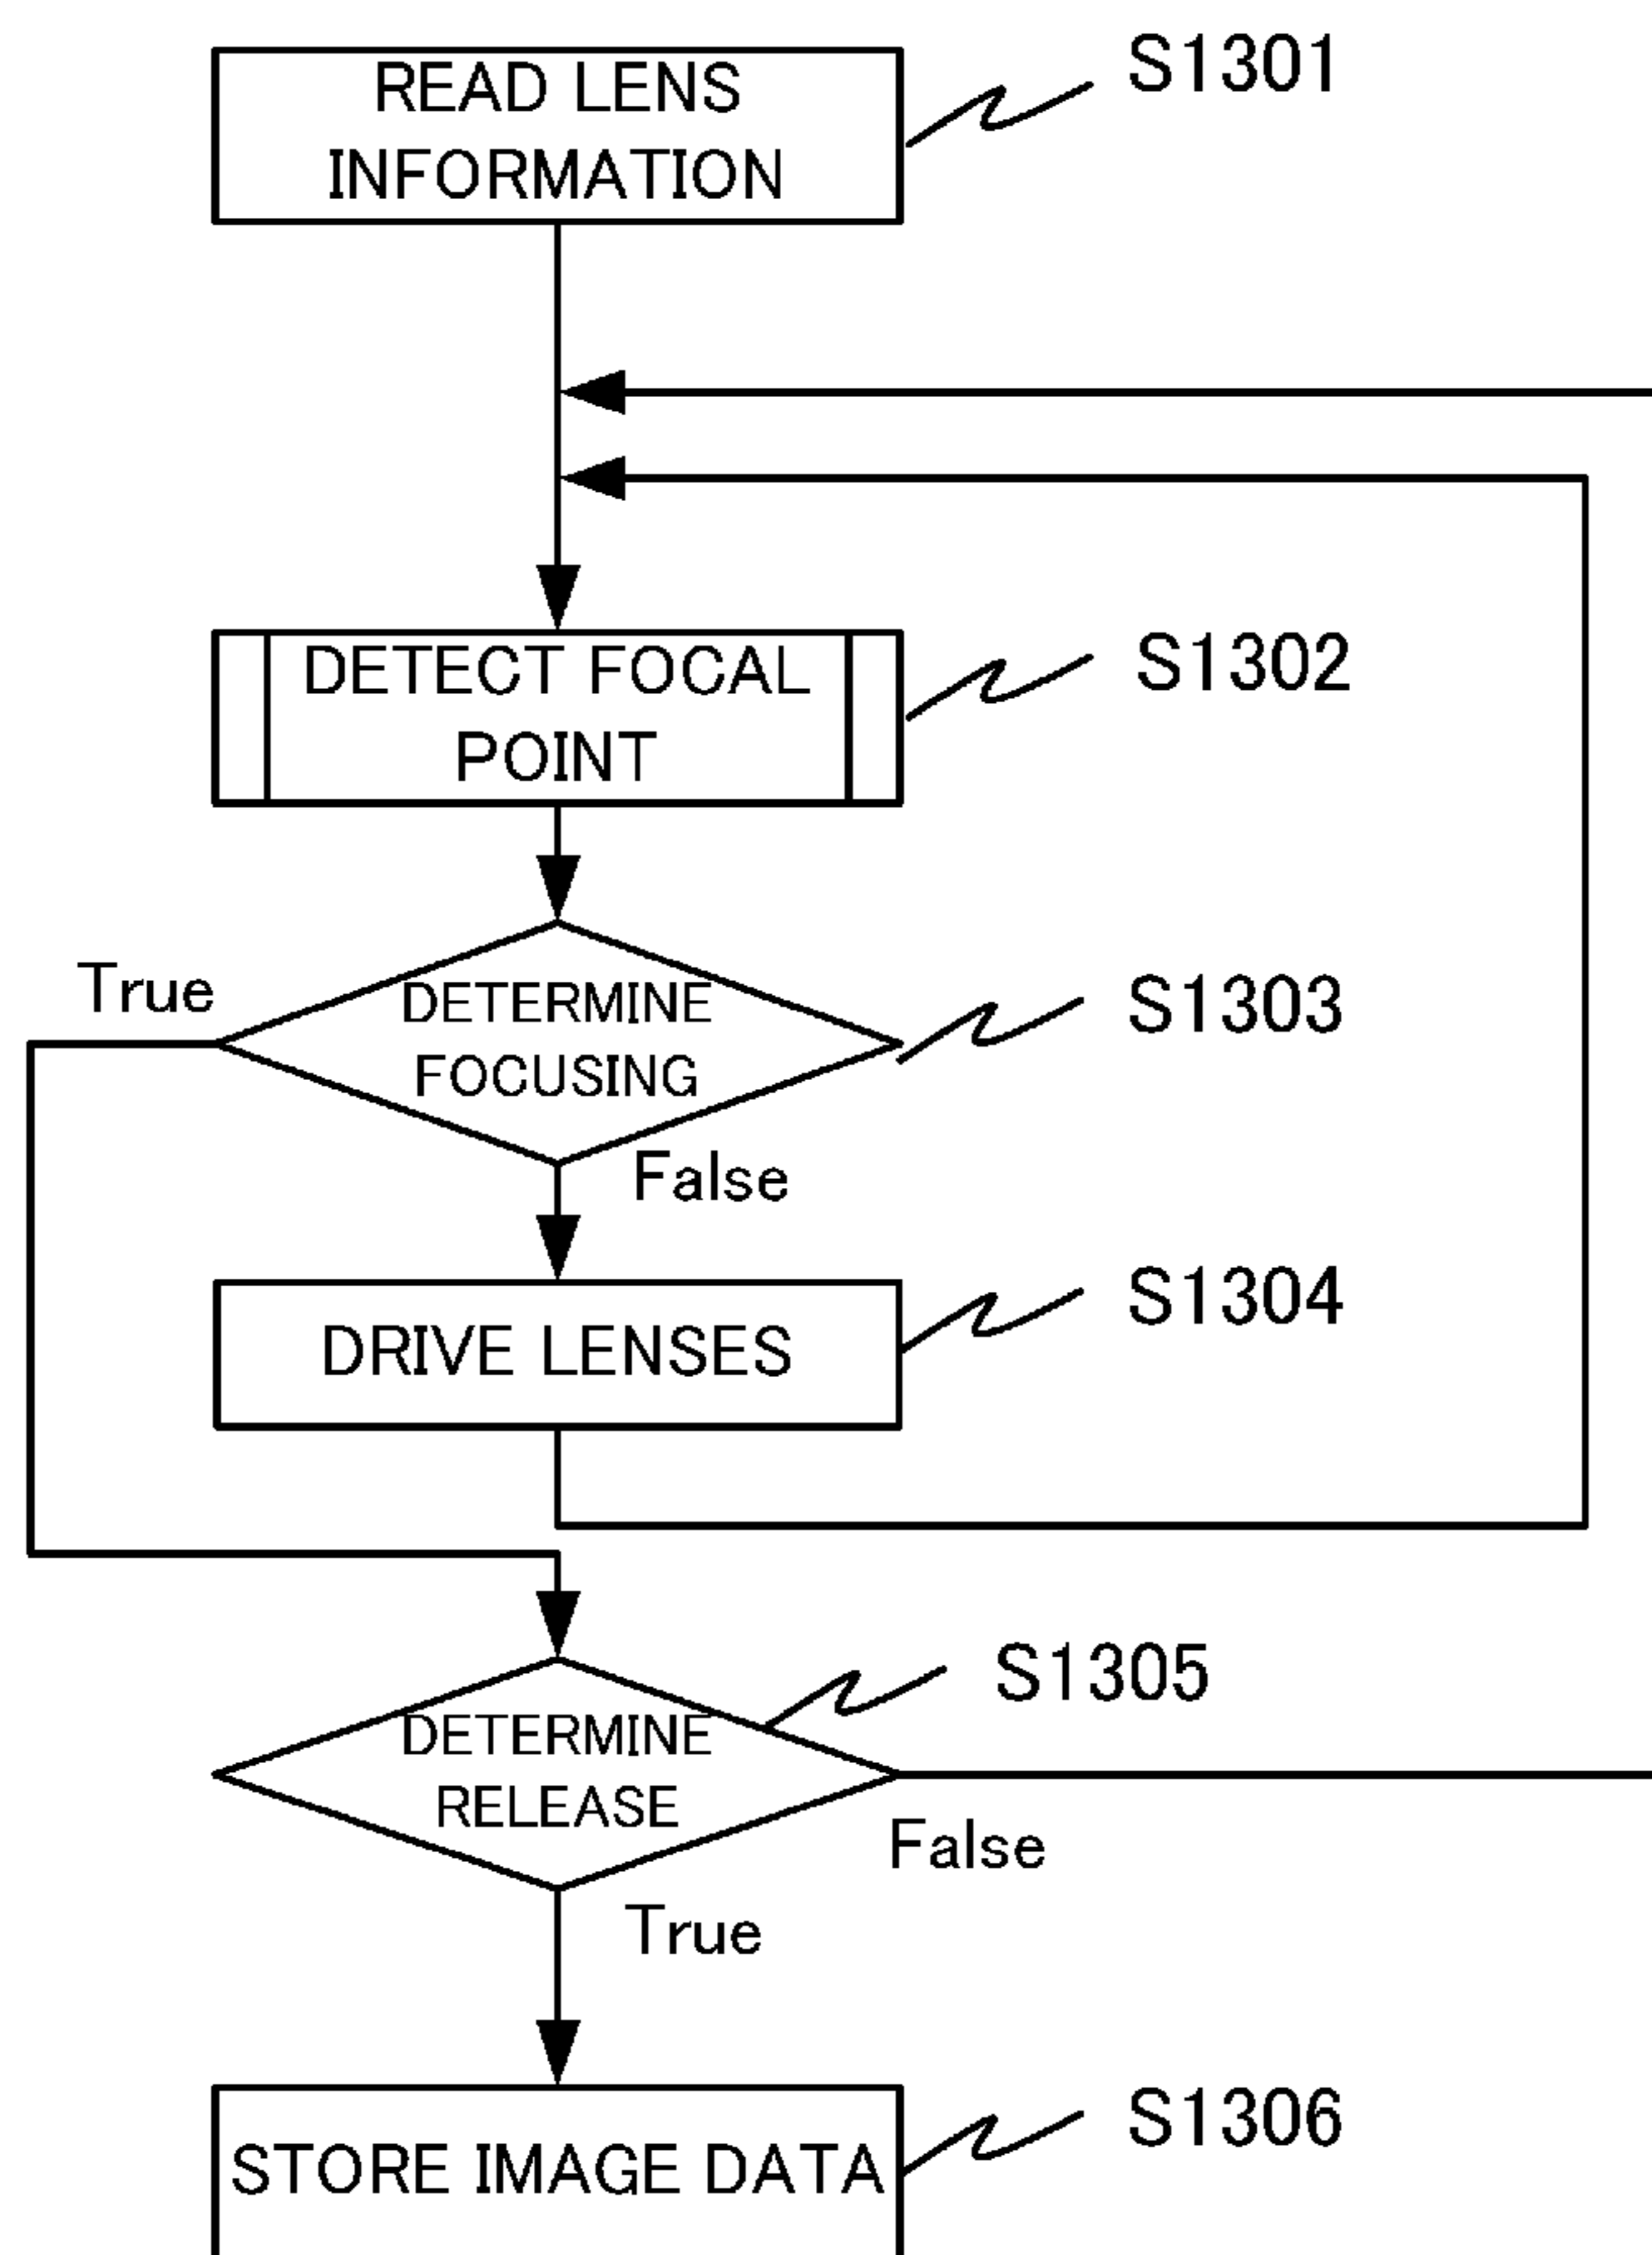 READ LENS
INFORMATION
S1301
DETECT FOCAL
POINT
S1302
True
DETERMINE
FOCUSING
S1303
False
DRIVE LENSES
S1304
S1305
DETERMINE
RELEASE
False
True
STORE IMAGE DATA
S1306